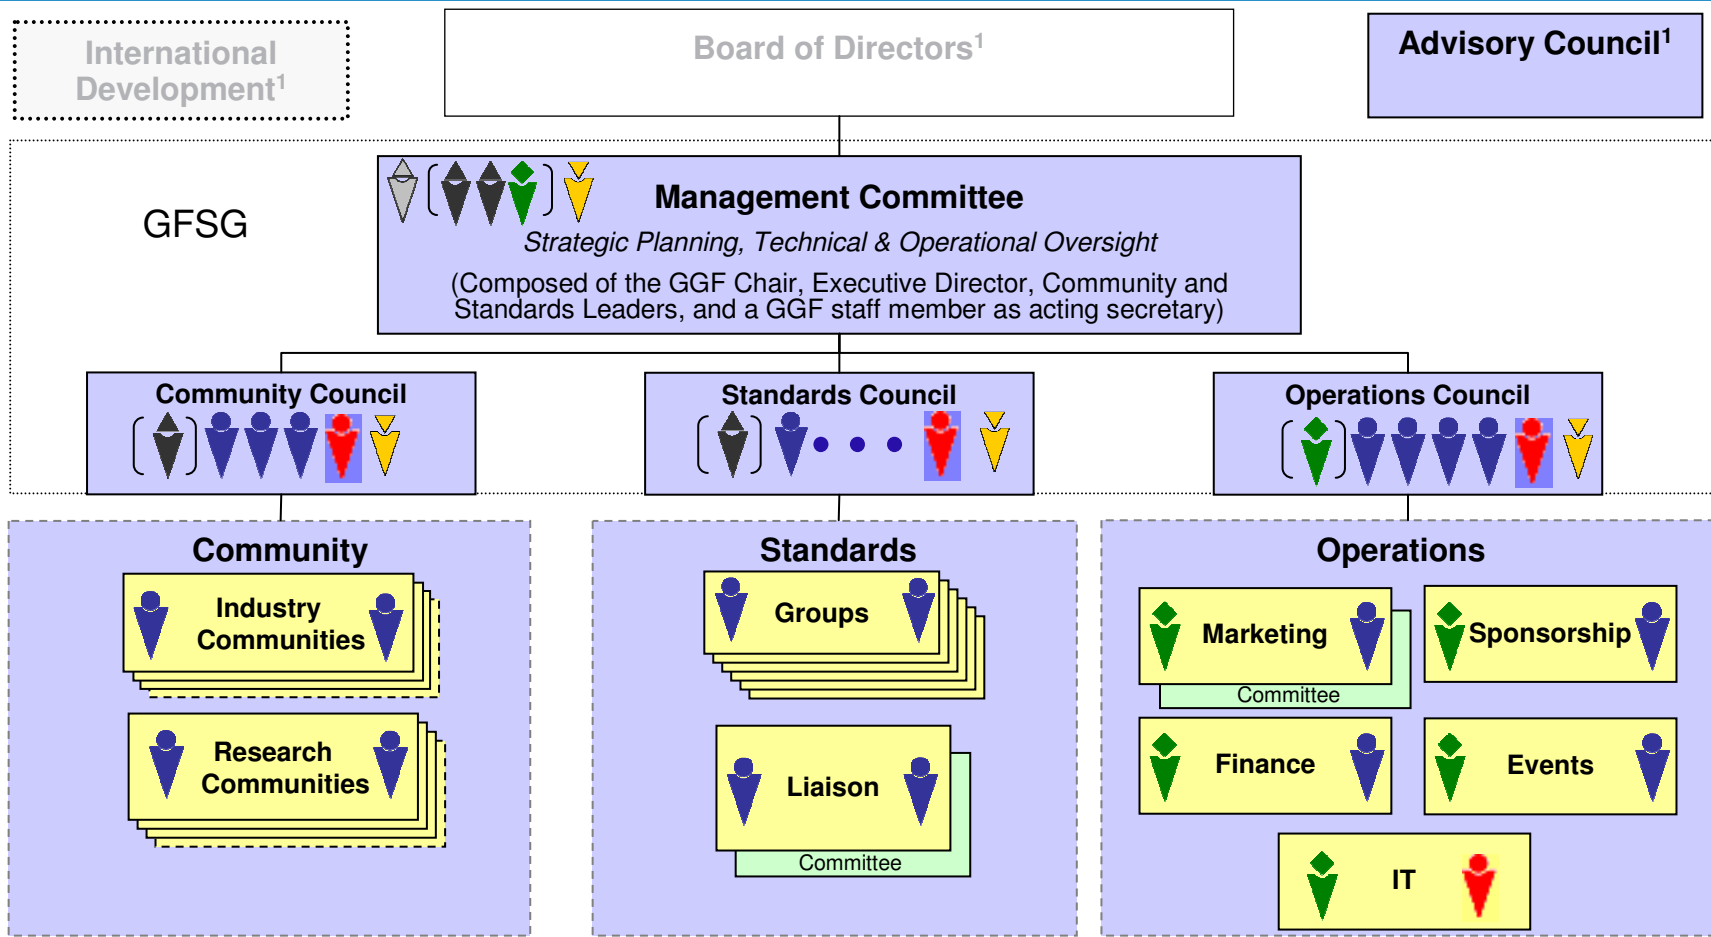 International
Development¹
Board of Directors¹
Advisory Council¹
GFSG
Management Committee
Strategic Planning, Technical & Operational Oversight
(Composed of the GGF Chair, Executive Director, Community and
Standards Leaders, and a GGF staff member as acting secretary)
Community Council
Standards Council
Operations Council
Community
Industry
Communities
Research
Communities
Standards
Groups
Liaison
Committee
Operations
Marketing
Committee
Sponsorship
Finance
Events
IT